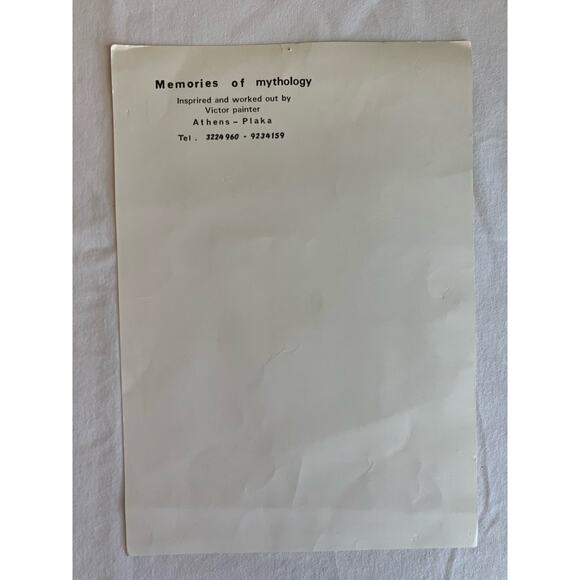 Memories of mythology
Insprired and worked out by
Victor painter
Athens – Plaka
Tel . 3224960 - 9234159